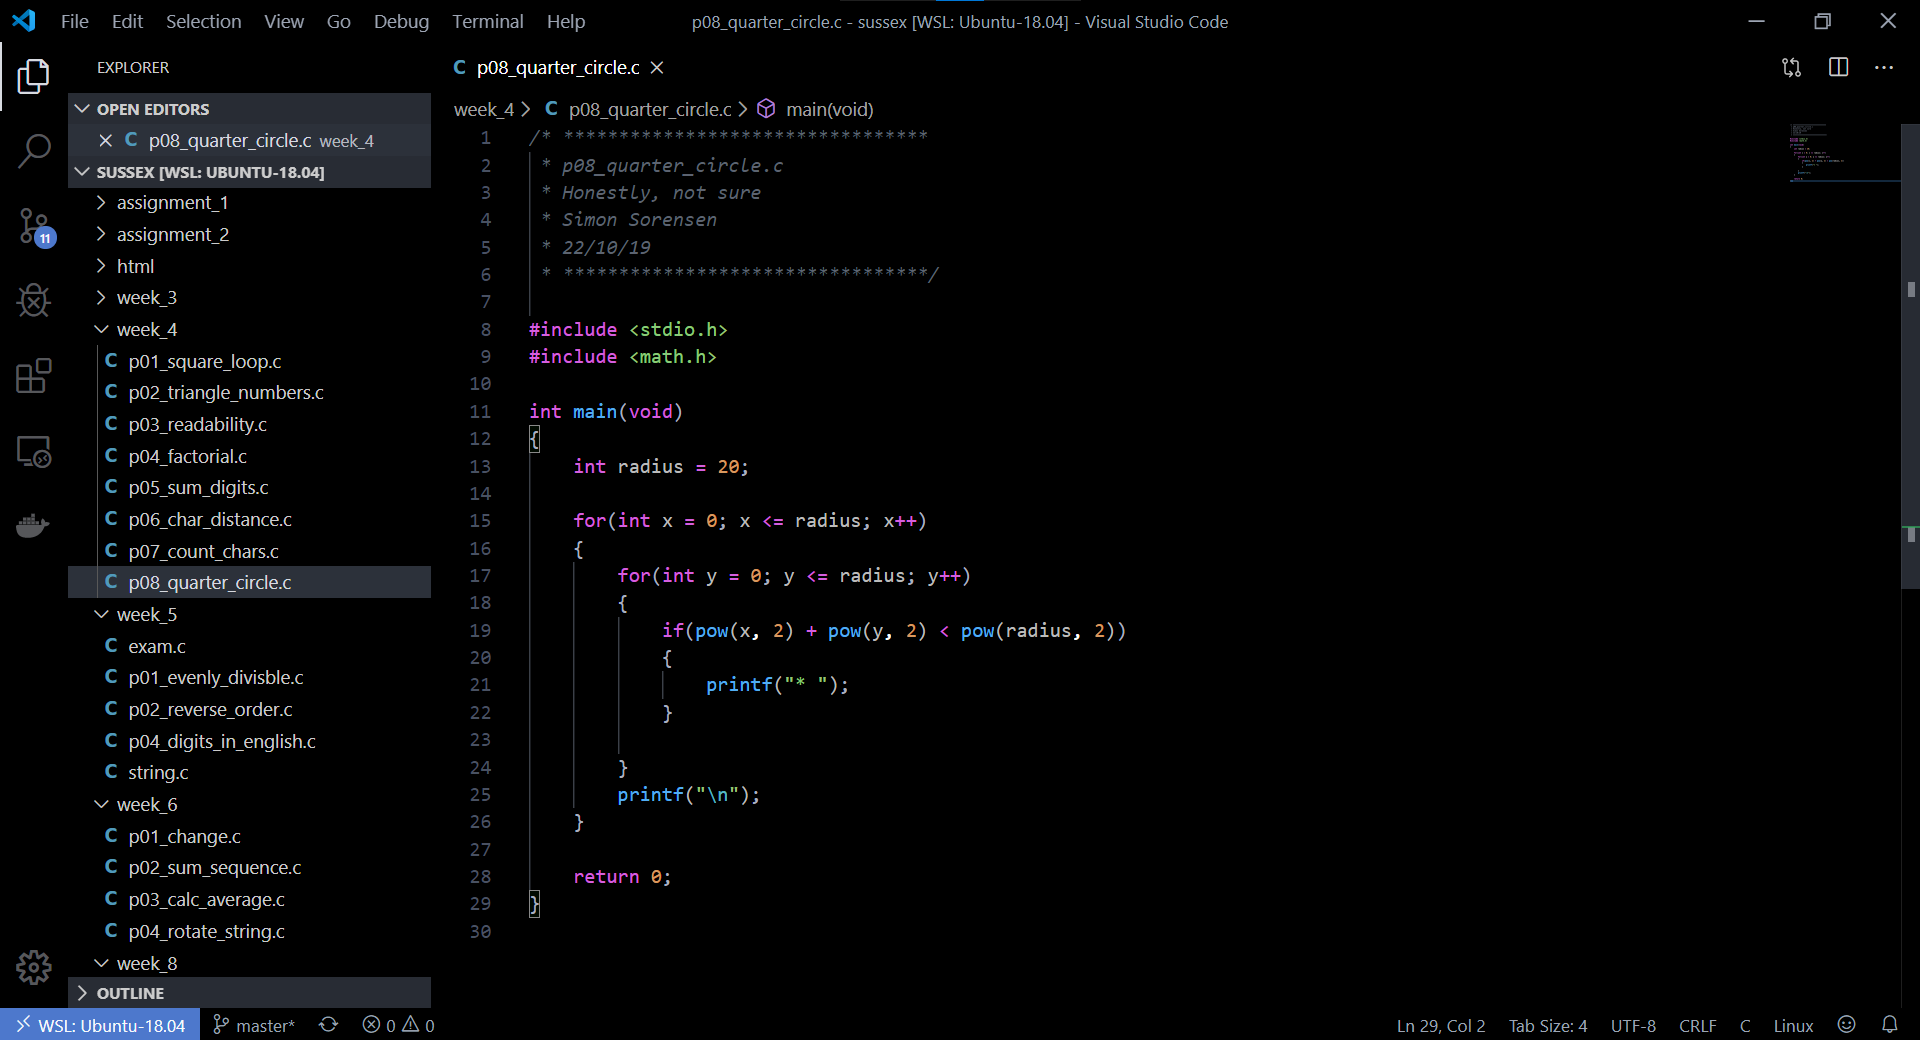 File Edit Selection View Go Debug Terminal Help
p08_quarter_circle.c - sussex [WSL: Ubuntu-18.04] - Visual Studio Code
EXPLORER
OPEN EDITORS
C p08_quarter_circle.c week_4
SUSSEX [WSL: UBUNTU-18.04]
assignment_1
assignment_2
html
week_3
week_4
C p01_square_loop.c
C p02_triangle_numbers.c
C p03_readability.c
C p04_factorial.c
C p05_sum_digits.c
C p06_char_distance.c
C p07_count_chars.c
C p08_quarter_circle.c
week_5
C exam.c
C p01_evenly_divisble.c
C p02_reverse_order.c
C p04_digits_in_english.c
C string.c
week_6
C p01_change.c
C p02_sum_sequence.c
C p03_calc_average.c
C p04_rotate_string.c
week_8
OUTLINE
11
C p08_quarter_circle.c
week_4 > C p08_quarter_circle.c > main(void)
1 /* *********************************
2 * p08_quarter_circle.c
3 * Honestly, not sure
4 * Simon Sorensen
5 * 22/10/19
6 * *********************************/
7
8 #include <stdio.h>
9 #include <math.h>
10
11 int main(void)
12 {
13 int radius = 20;
14
15 for(int x = 0; x <= radius; x++)
16 {
17 for(int y = 0; y <= radius; y++)
18 {
19 if(pow(x, 2) + pow(y, 2) < pow(radius, 2))
20 {
21 printf("* ");
22 }
23
24 }
25 printf("\n");
26 }
27
28 return 0;
29 }
30
WSL: Ubuntu-18.04 master* 0 0
Ln 29, Col 2 Tab Size: 4 UTF-8 CRLF C Linux